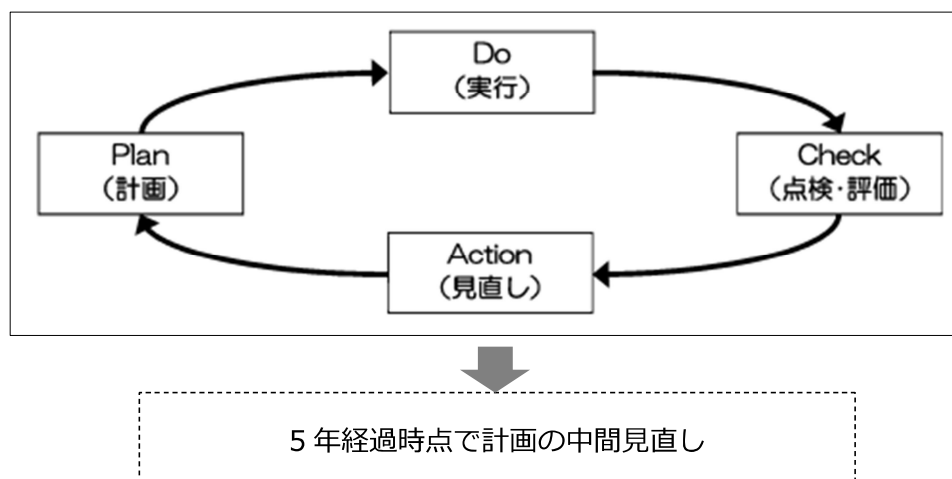 Do
（実行）
Plan
（計画）
Check
（点検・評価）
Action
（見直し）
5 年経過時点で計画の中間見直し